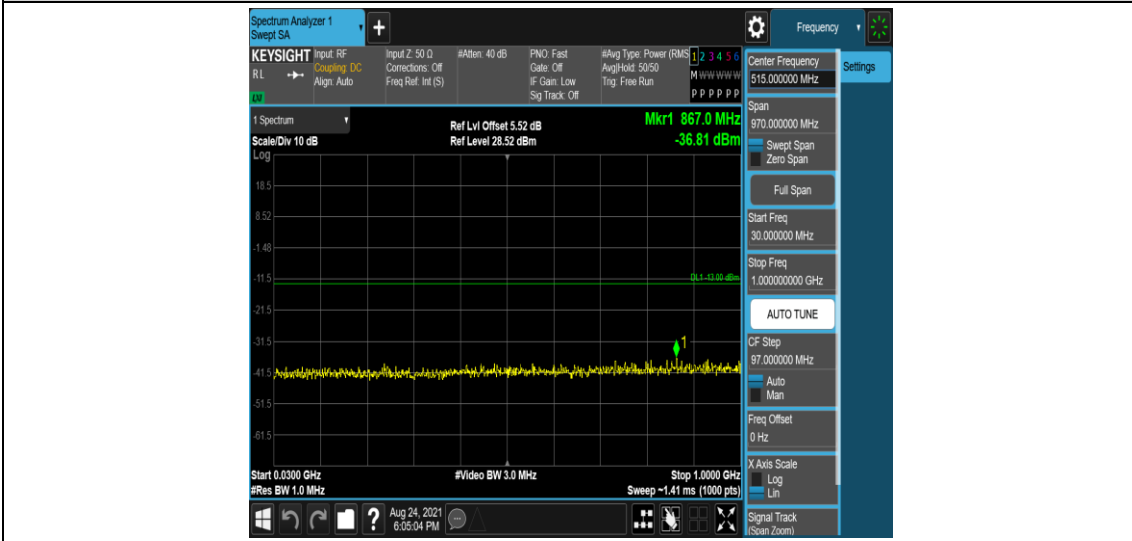 Spectrum Analyzer 1
Swept SA
+
Frequency
KEYSIGHT
RL
LM
Input: RF
Coupling: DC
Align: Auto
Input Z: 50 Ω
Corrections: Off
Freq Ref: Int (S)
#Atten: 40 dB
PNO: Fast
Gate: Off
IF Gain: Low
Sig Track: Off
#Avg Type: Power (RMS
Avg|Hold: 50/50
Trig: Free Run
1 2 3 4 5 6
M W W W W W
P P P P P P
1 Spectrum
Scale/Div 10 dB
Log
Ref Lvl Offset 5.52 dB
Ref Level 28.52 dBm
Mkr1 867.0 MHz
-36.81 dBm
18.5
8.52
-1.48
-11.5
DL1 -13.00 dBm
-21.5
-31.5
1
-41.5
-51.5
-61.5
Start 0.0300 GHz
#Res BW 1.0 MHz
#Video BW 3.0 MHz
Stop 1.0000 GHz
Sweep ~1.41 ms (1000 pts)
?
Aug 24, 2021
6:05:04 PM
Center Frequency
515.000000 MHz
Settings
Span
970.000000 MHz
Swept Span
Zero Span
Full Span
Start Freq
30.000000 MHz
Stop Freq
1.000000000 GHz
AUTO TUNE
CF Step
97.000000 MHz
Auto
Man
Freq Offset
0 Hz
X Axis Scale
Log
Lin
Signal Track
(Span Zoom)